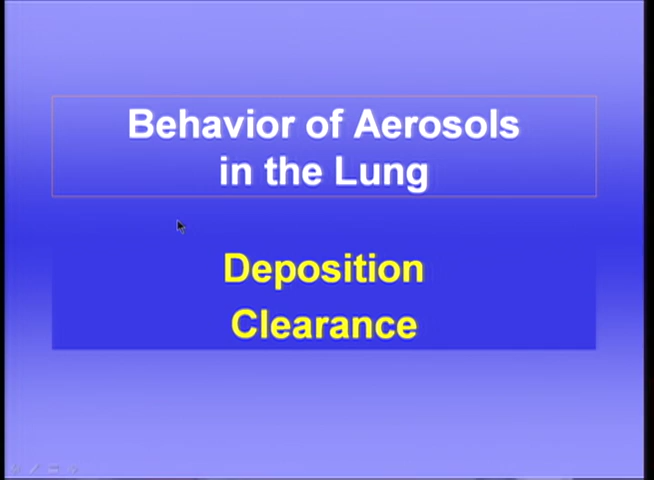 Behavior of Aerosols
in the Lung
Deposition
Clearance